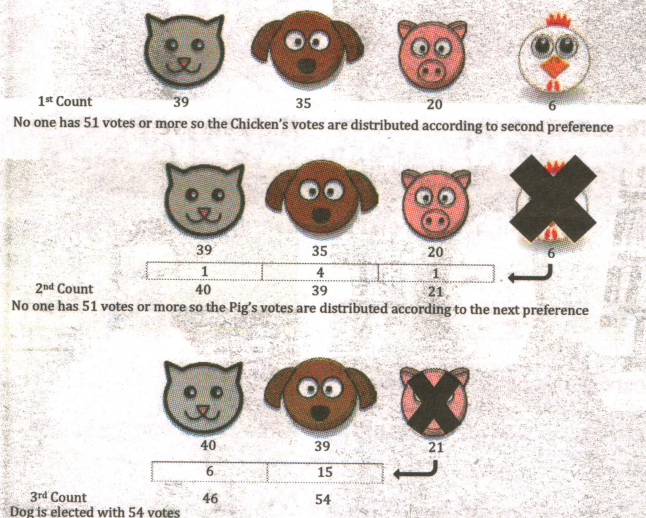 1st Count 39 35 20 6
No one has 51 votes or more so the Chicken's votes are distributed according to second preference
39 35 20 6
1 4 1
2nd Count 40 39 21
No one has 51 votes or more so the Pig's votes are distributed according to the next preference
40 39 21
6 15
3rd Count 46 54
Dog is elected with 54 votes